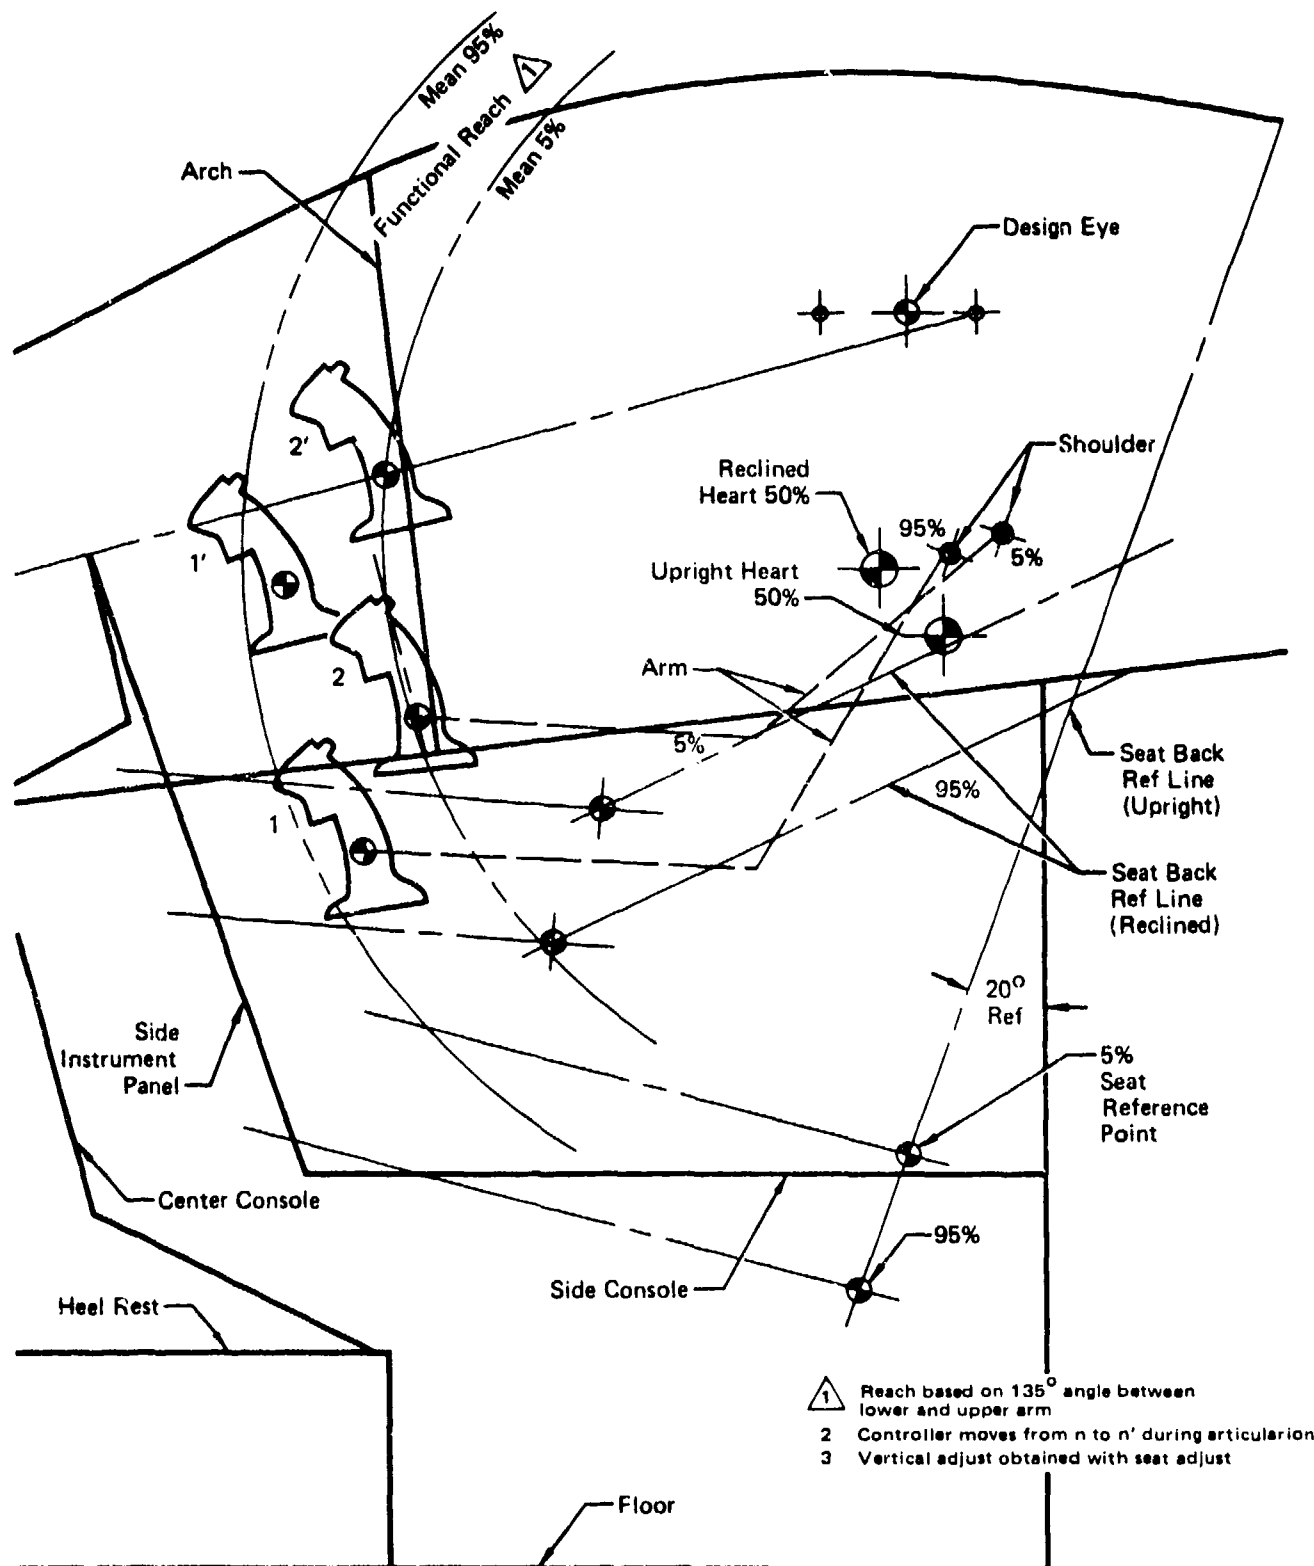 Mean 95%
Functional Reach 1
Mean 5%
Arch
Design Eye
2'
Shoulder
Reclined
Heart 50%
95%
5%
1'
Upright Heart
50%
2
Arm
5%
Seat Back
Ref Line
(Upright)
95%
1
Seat Back
Ref Line
(Reclined)
20°
Ref
Side
Instrument
Panel
5%
Seat
Reference
Point
Center Console
95%
Side Console
Heel Rest
1 Reach based on 135° angle between
lower and upper arm
2 Controller moves from n to n' during articularion
3 Vertical adjust obtained with seat adjust
Floor